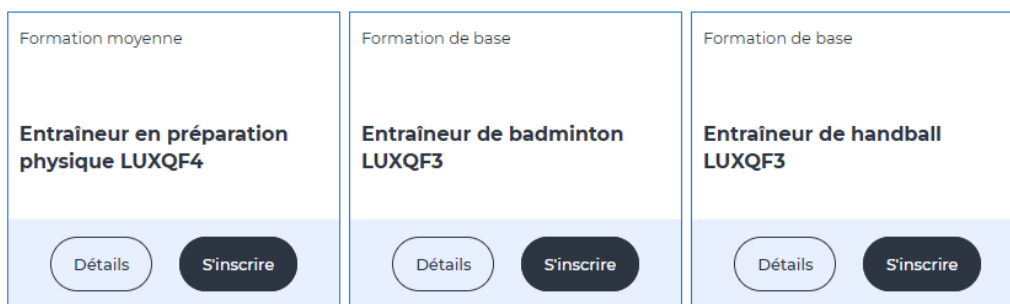 Formation moyenne
Entraîneur en préparation
physique LUXQF4
Détails
S'inscrire
Formation de base
Entraîneur de badminton
LUXQF3
Détails
S'inscrire
Formation de base
Entraîneur de handball
LUXQF3
Détails
S'inscrire